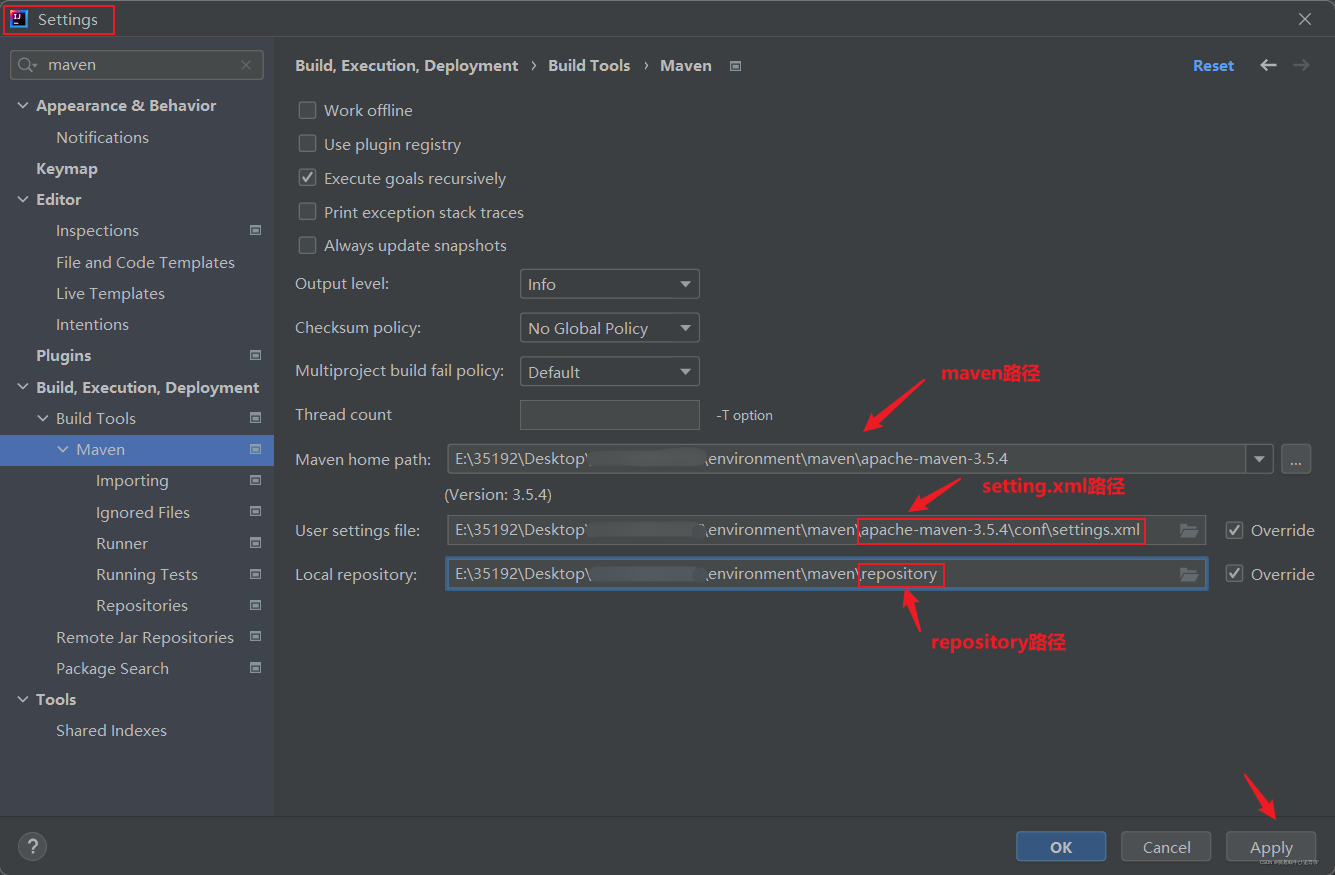 Settings
maven
Appearance & Behavior
Notifications
Keymap
Editor
Inspections
File and Code Templates
Live Templates
Intentions
Plugins
Build, Execution, Deployment
Build Tools
Maven
Importing
Ignored Files
Runner
Running Tests
Repositories
Remote Jar Repositories
Package Search
Tools
Shared Indexes
Build, Execution, Deployment › Build Tools › Maven
Reset
Work offline
Use plugin registry
Execute goals recursively
Print exception stack traces
Always update snapshots
Output level: Info
Checksum policy: No Global Policy
Multiproject build fail policy: Default
Thread count -T option
maven路径
Maven home path: E:\35192\Desktop\ \environment\maven\apache-maven-3.5.4 ...
(Version: 3.5.4)
setting.xml路径
User settings file: E:\35192\Desktop\ \environment\maven\apache-maven-3.5.4\conf\settings.xml Override
Local repository: E:\35192\Desktop\ \environment\maven\repository Override
repository路径
? OK Cancel Apply